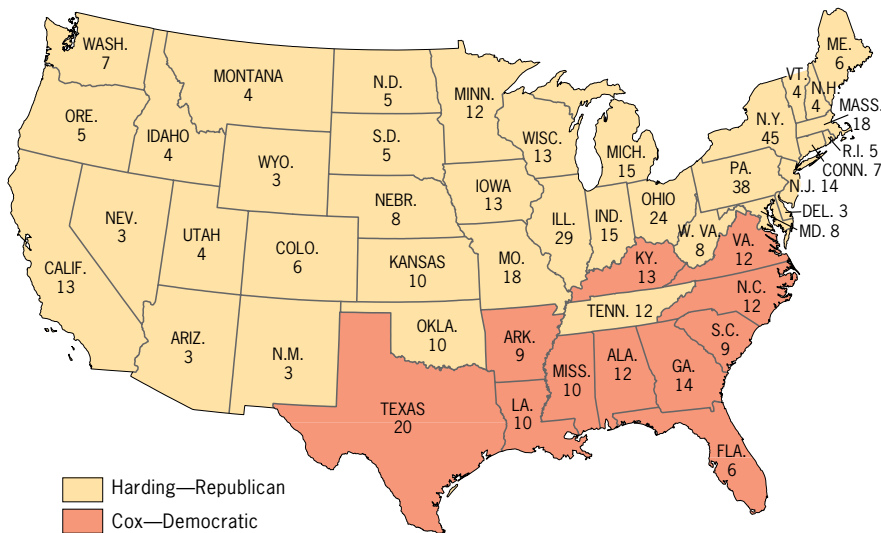 WASH.
7
ORE.
5
CALIF.
13
NEV.
3
IDAHO
4
MONTANA
4
WYO.
3
UTAH
4
COLO.
6
ARIZ.
3
N.M.
3
N.D.
5
S.D.
5
NEBR.
8
KANSAS
10
OKLA.
10
TEXAS
20
MINN.
12
IOWA
13
MO.
18
ARK.
9
LA.
10
WISC.
13
ILL.
29
MICH.
15
IND.
15
OHIO
24
KY.
13
TENN. 12
MISS.
10
ALA.
12
GA.
14
FLA.
6
S.C.
9
N.C.
12
VA.
12
W. VA.
8
PA.
38
N.Y.
45
VT.
4
N.H.
4
ME.
6
MASS.
18
R.I. 5
CONN. 7
N.J. 14
DEL. 3
MD. 8
Harding—Republican
Cox—Democratic